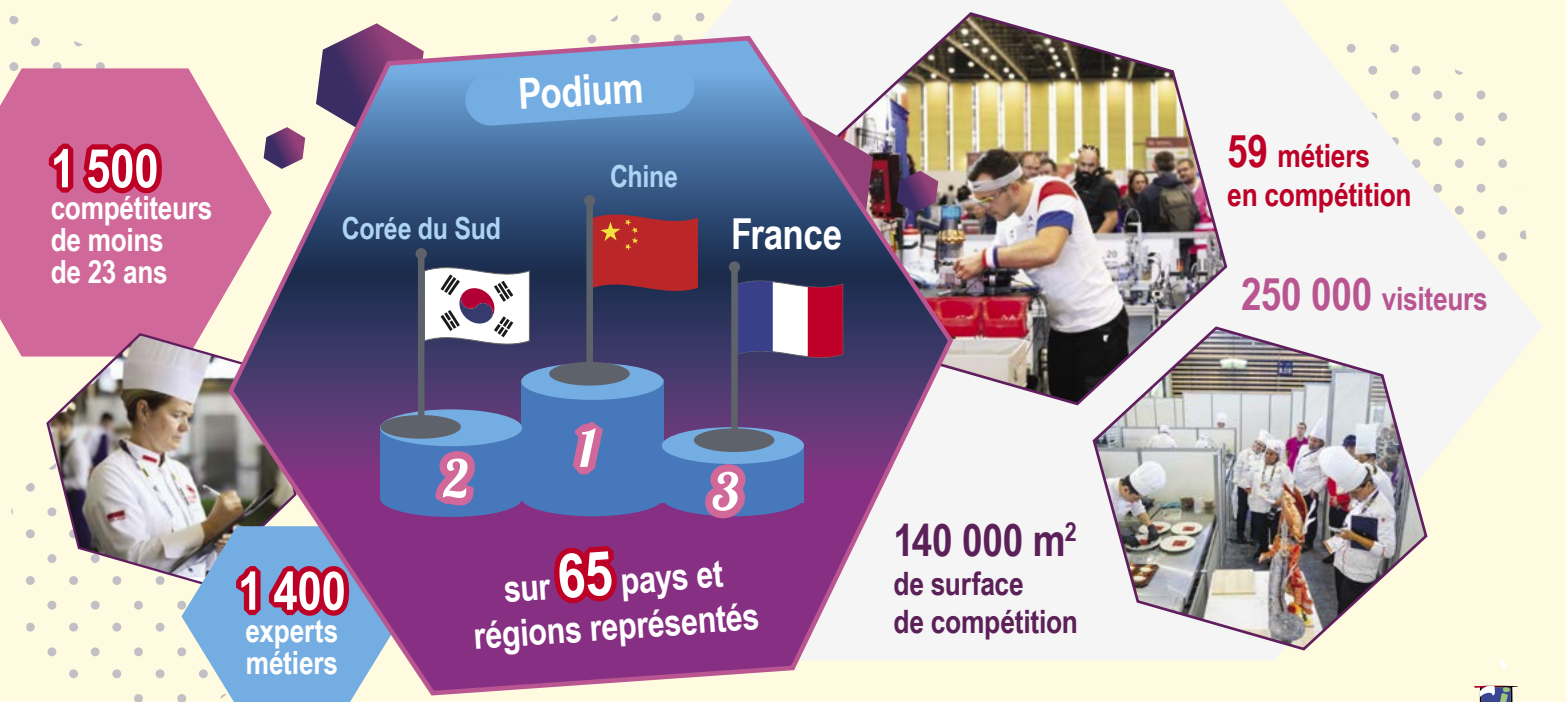 Podium
1 500
compétiteurs
de moins
de 23 ans
Corée du Sud
Chine
France
2
1
3
sur 65 pays et
régions représentés
1 400
experts
métiers
59 métiers
en compétition
250 000 visiteurs
140 000 m²
de surface
de compétition